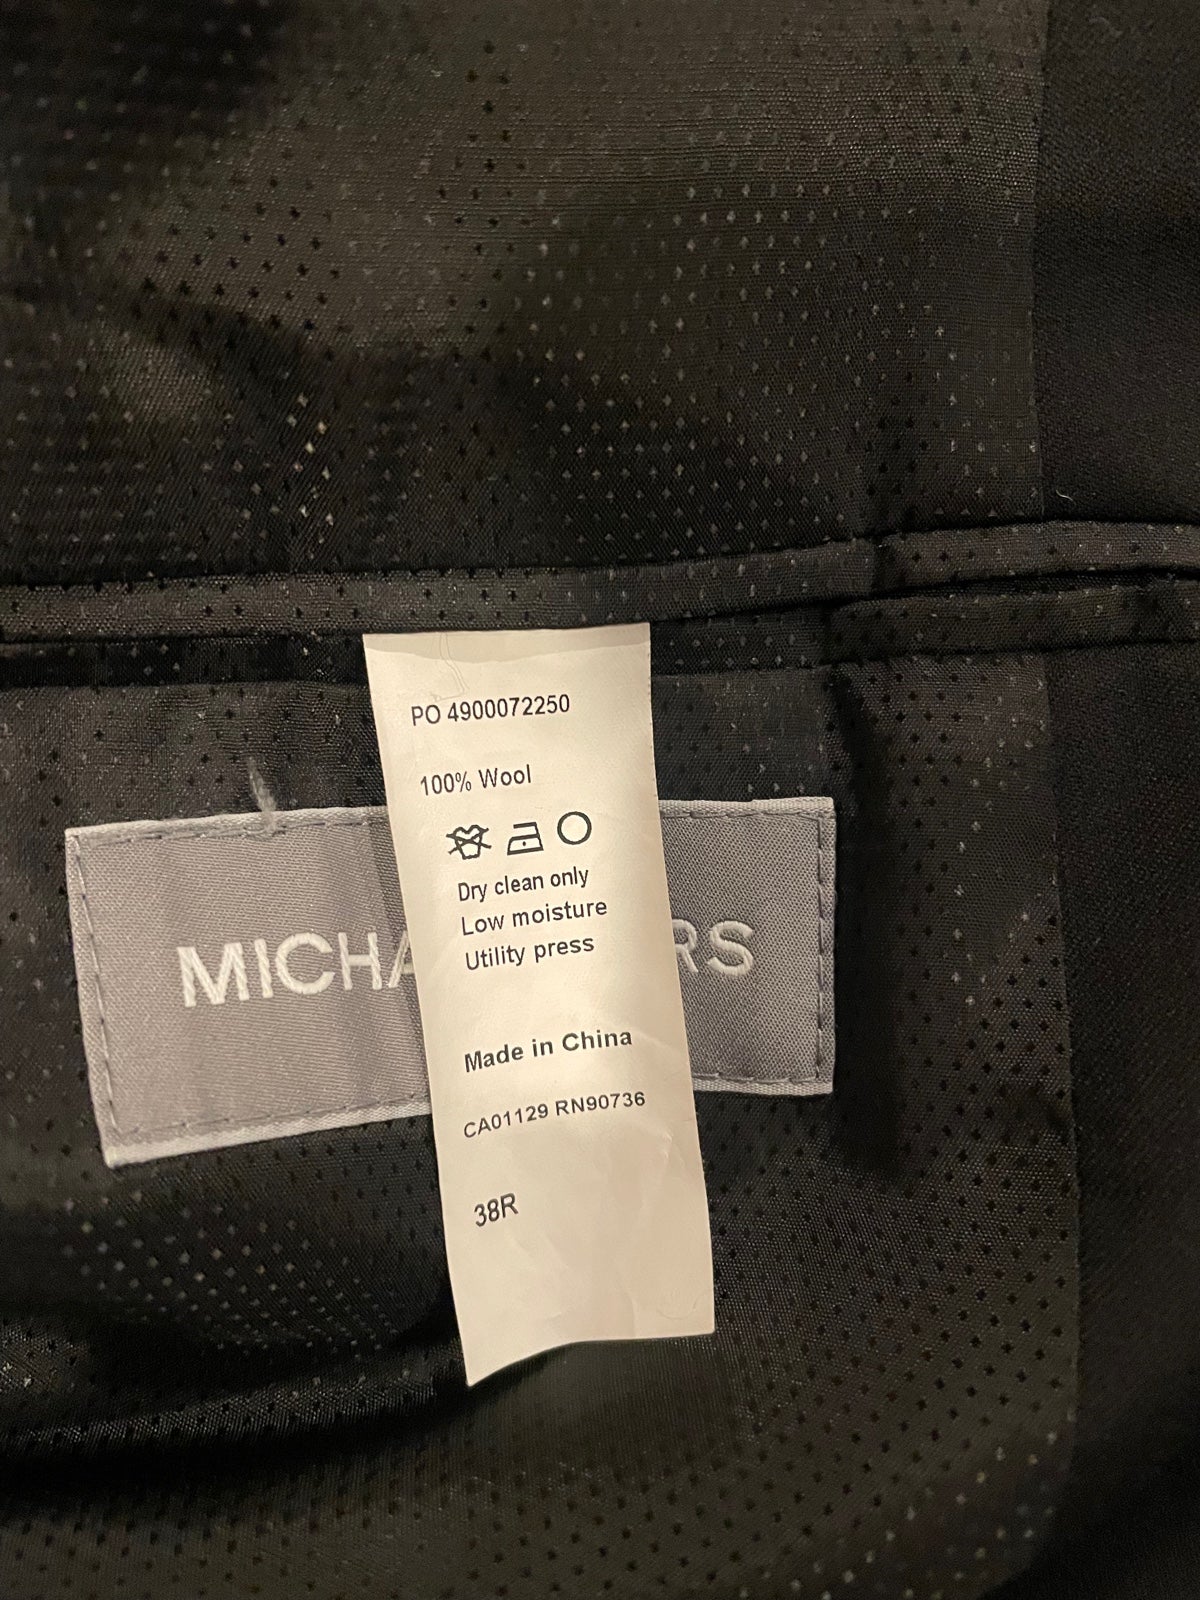 PO 4900072250
100% Wool
Dry clean only
Low moisture
Utility press
MICHA RS
Made in China
CA01129 RN90736
38R